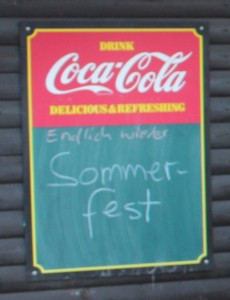 DRINK
Coca-Cola
DELICIOUS&REFRESHING
Endlich wieder
Sommer-
fest